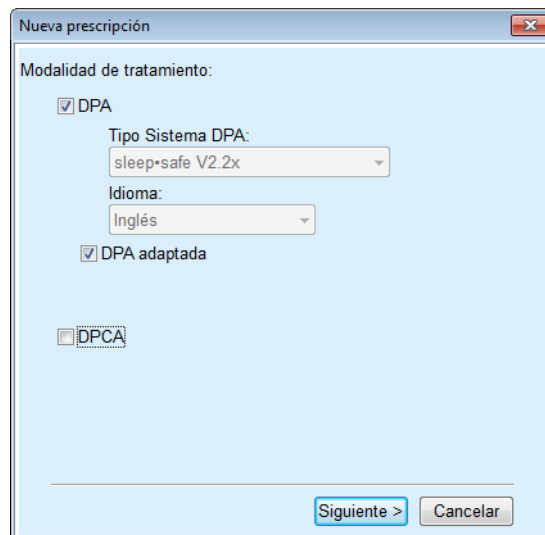 Nueva prescripción
Modalidad de tratamiento:
DPA
Tipo Sistema DPA:
sleep•safe V2.2x
Idioma:
Inglés
DPA adaptada
DPCA
Siguiente > Cancelar